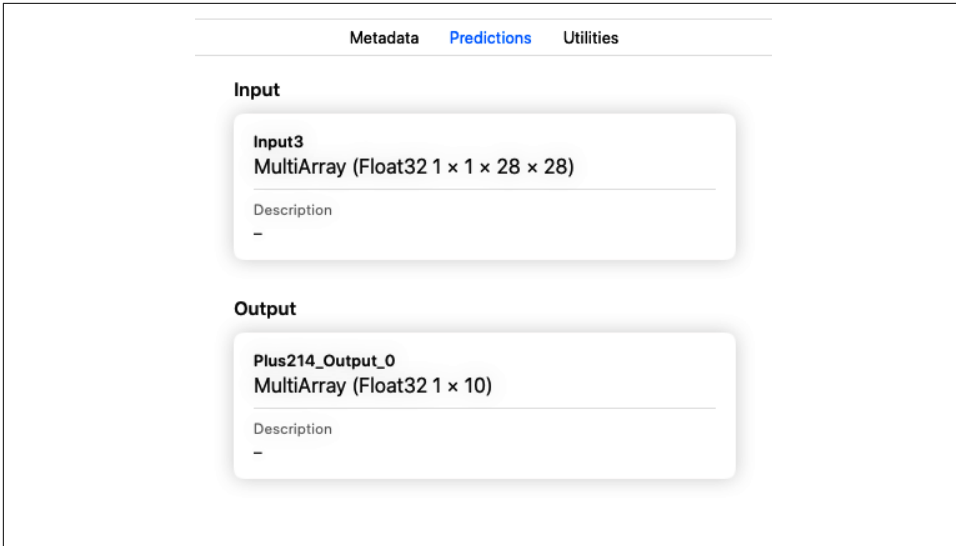 Metadata Predictions Utilities
Input
Input3
MultiArray (Float32 1 × 1 × 28 × 28)
Description
–
Output
Plus214_Output_0
MultiArray (Float32 1 × 10)
Description
–